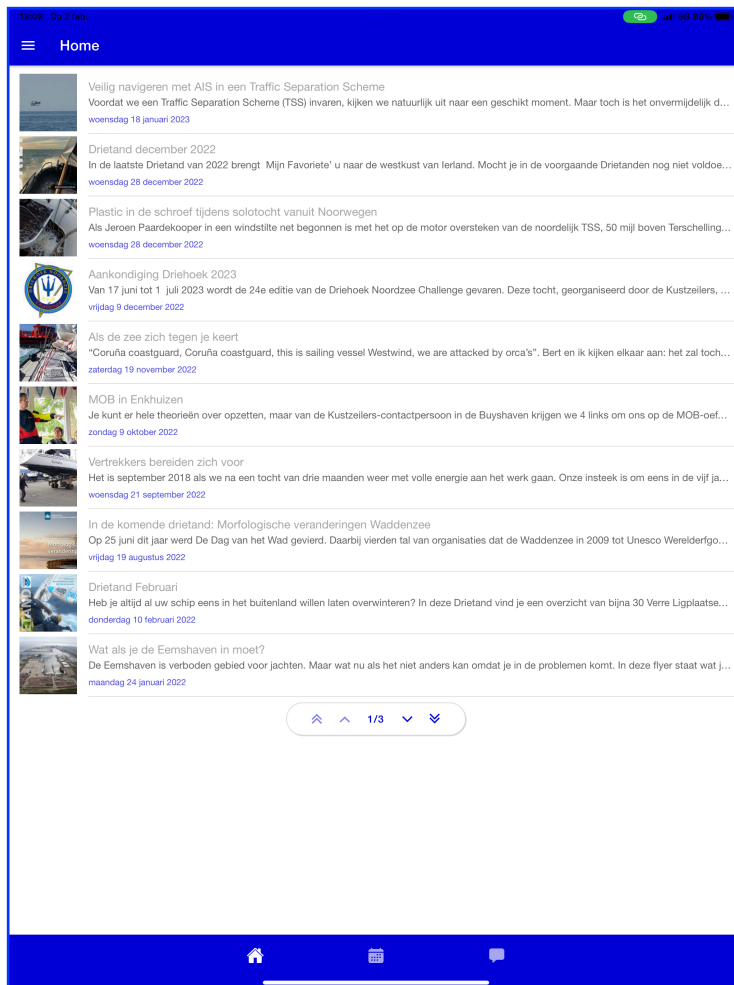 Home
Veilig navigeren met AIS in een Traffic Separation Scheme
Voordat we een Traffic Separation Scheme (TSS) invaren, kijken we natuurlijk uit naar een geschikt moment. Maar toch is het onvermijdelijk d...
woensdag 18 januari 2023
Drietand december 2022
In de laatste Drietand van 2022 brengt  Mijn Favoriete' u naar de westkust van Ierland. Mocht je in de voorgaande Drietanden nog niet voldoe...
woensdag 28 december 2022
Plastic in de schroef tijdens solotocht vanuit Noorwegen
Als Jeroen Paardekooper in een windstilte net begonnen is met het op de motor oversteken van de noordelijk TSS, 50 mijl boven Terschelling...
woensdag 28 december 2022
Aankondiging Driehoek 2023
Van 17 juni tot 1  juli 2023 wordt de 24e editie van de Driehoek Noordzee Challenge gevaren. Deze tocht, georganiseerd door de Kustzeilers, ...
vrijdag 9 december 2022
Als de zee zich tegen je keert
“Coruña coastguard, Coruña coastguard, this is sailing vessel Westwind, we are attacked by orca's”. Bert en ik kijken elkaar aan: het zal toch...
zaterdag 19 november 2022
MOB in Enkhuizen
Je kunt er hele theorieën over opzetten, maar van de Kustzeilers-contactpersoon in de Buyshaven krijgen we 4 links om ons op de MOB-oef...
zondag 9 oktober 2022
Vertrekkers bereiden zich voor
Het is september 2018 als we na een tocht van drie maanden weer met volle energie aan het werk gaan. Onze insteek is om eens in de vijf ja...
woensdag 21 september 2022
In de komende drietand: Morfologische veranderingen Waddenzee
Op 25 juni dit jaar werd De Dag van het Wad gevierd. Daarbij vierden tal van organisaties dat de Waddenzee in 2009 tot Unesco Werelderfgo...
vrijdag 19 augustus 2022
Drietand Februari
Heb je altijd al uw schip eens in het buitenland willen laten overwinteren? In deze Drietand vind je een overzicht van bijna 30 Verre Ligplaatse...
donderdag 10 februari 2022
Wat als je de Eemshaven in moet?
De Eemshaven is verboden gebied voor jachten. Maar wat nu als het niet anders kan omdat je in de problemen komt. In deze flyer staat wat j...
maandag 24 januari 2022
1/3